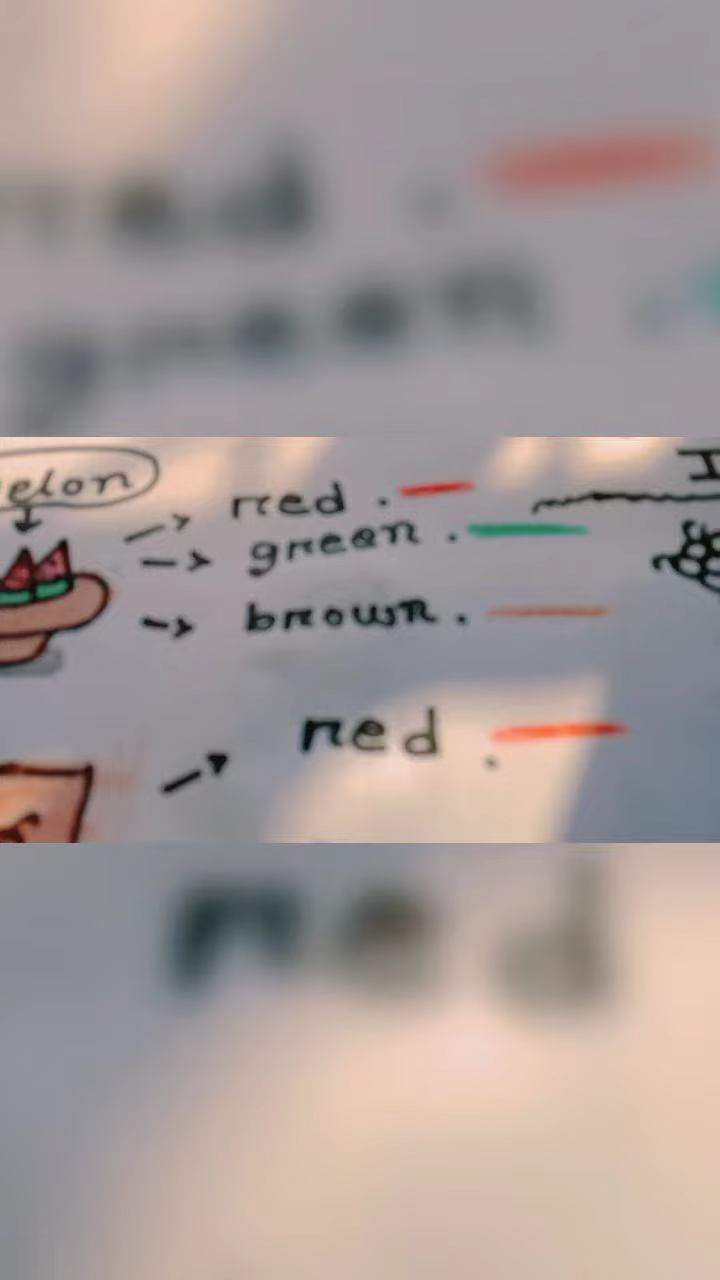 elon
red .
green .
brown .
red .
I